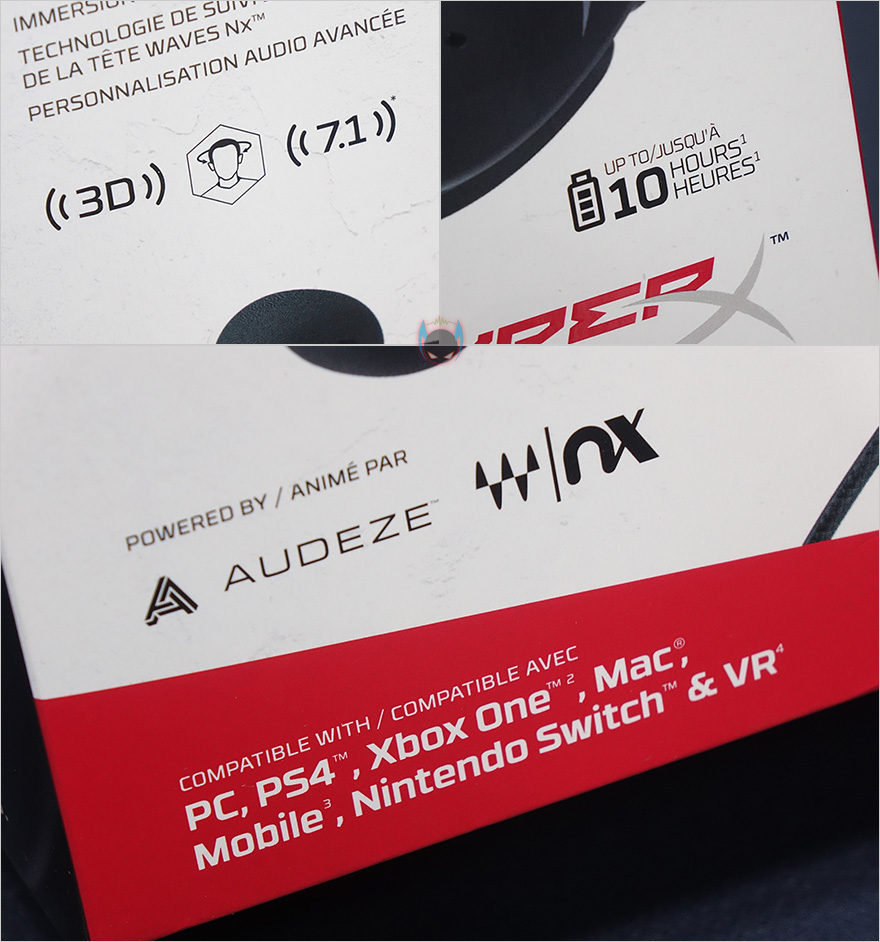 TECHNOLOGIE DE
DE LA TÊTE WAVES Nx™
PERSONNALISATION AUDIO AVANCÉE
3D
7.1*
UP TO/JUSQU'À
10 HOURS¹
HEURES¹
™
POWERED BY / ANIMÉ PAR
AUDEZE™
nx
COMPATIBLE WITH / COMPATIBLE AVEC
PC, PS4™, Xbox One™ ², Mac®,
Mobile³, Nintendo Switch™ & VR⁴